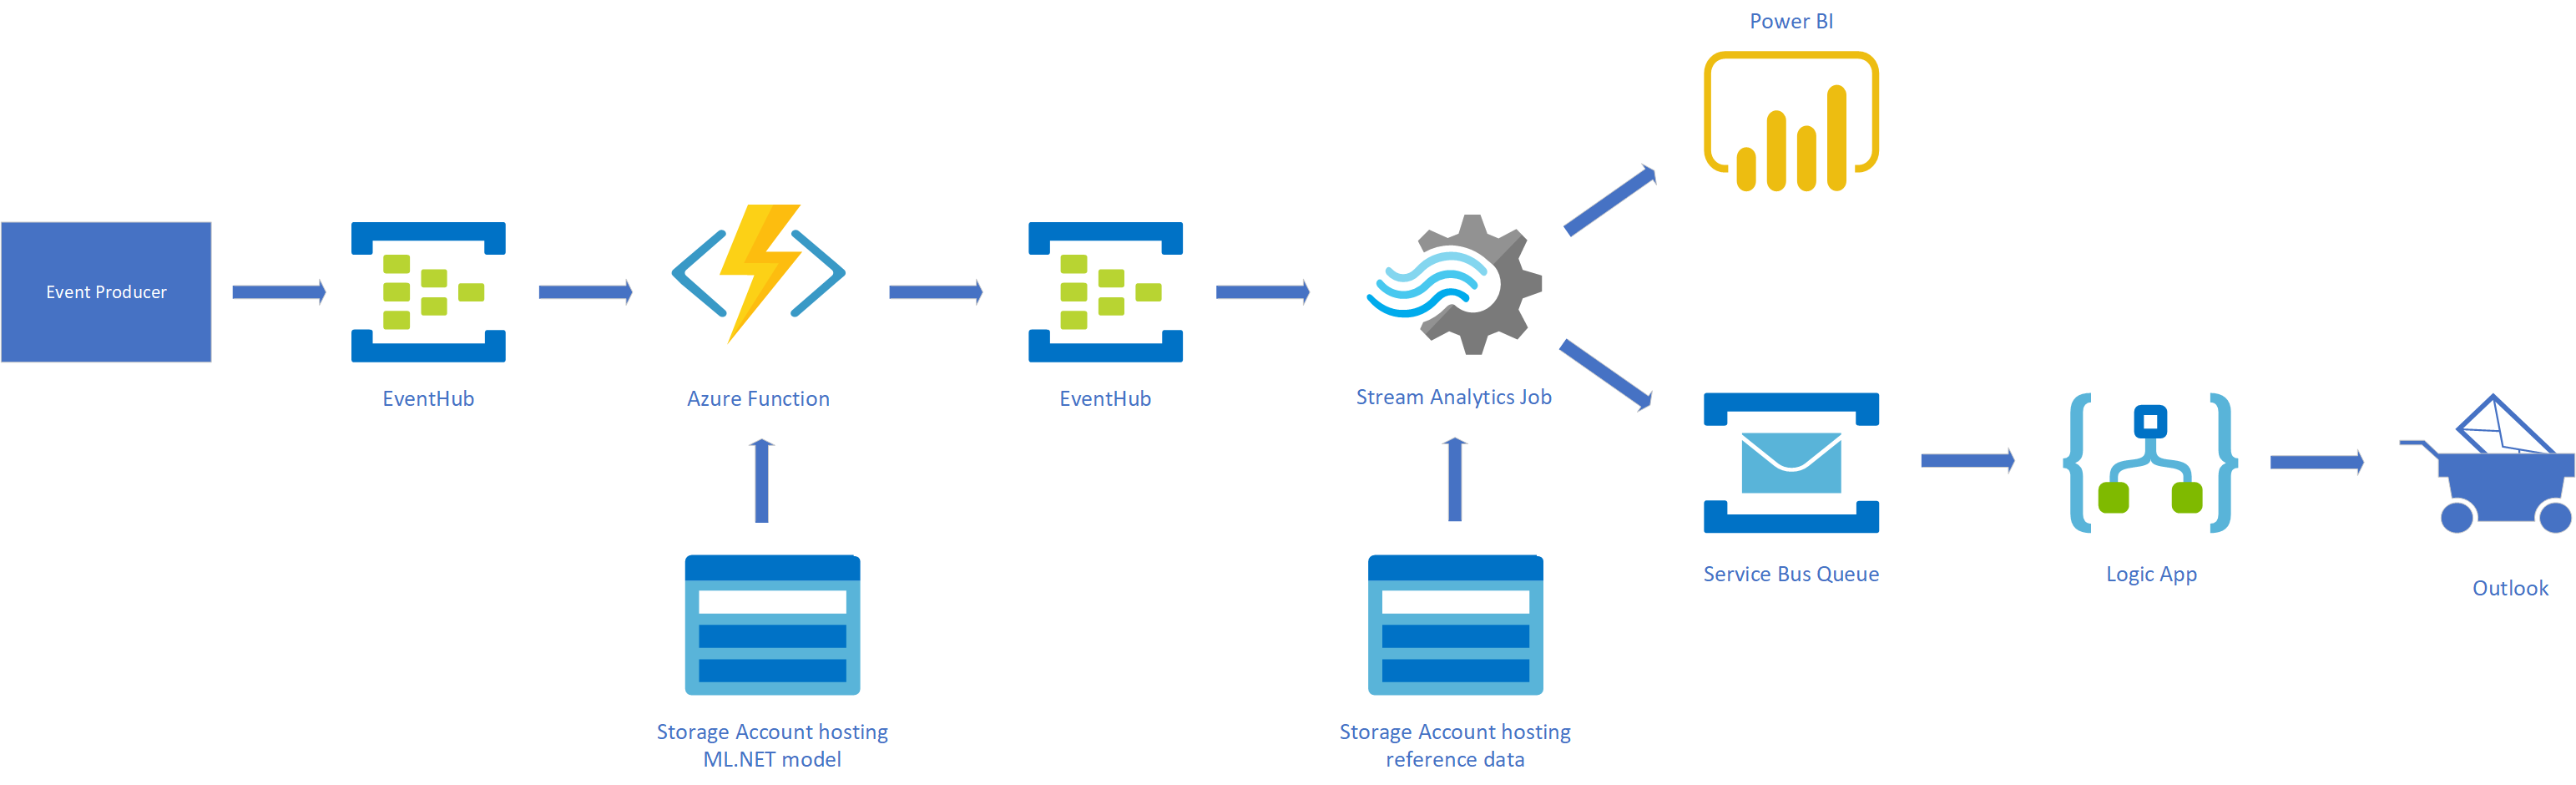 Power BI
Event Producer
EventHub
Azure Function
EventHub
Stream Analytics Job
Service Bus Queue
Logic App
Outlook
Storage Account hosting
ML.NET model
Storage Account hosting
reference data